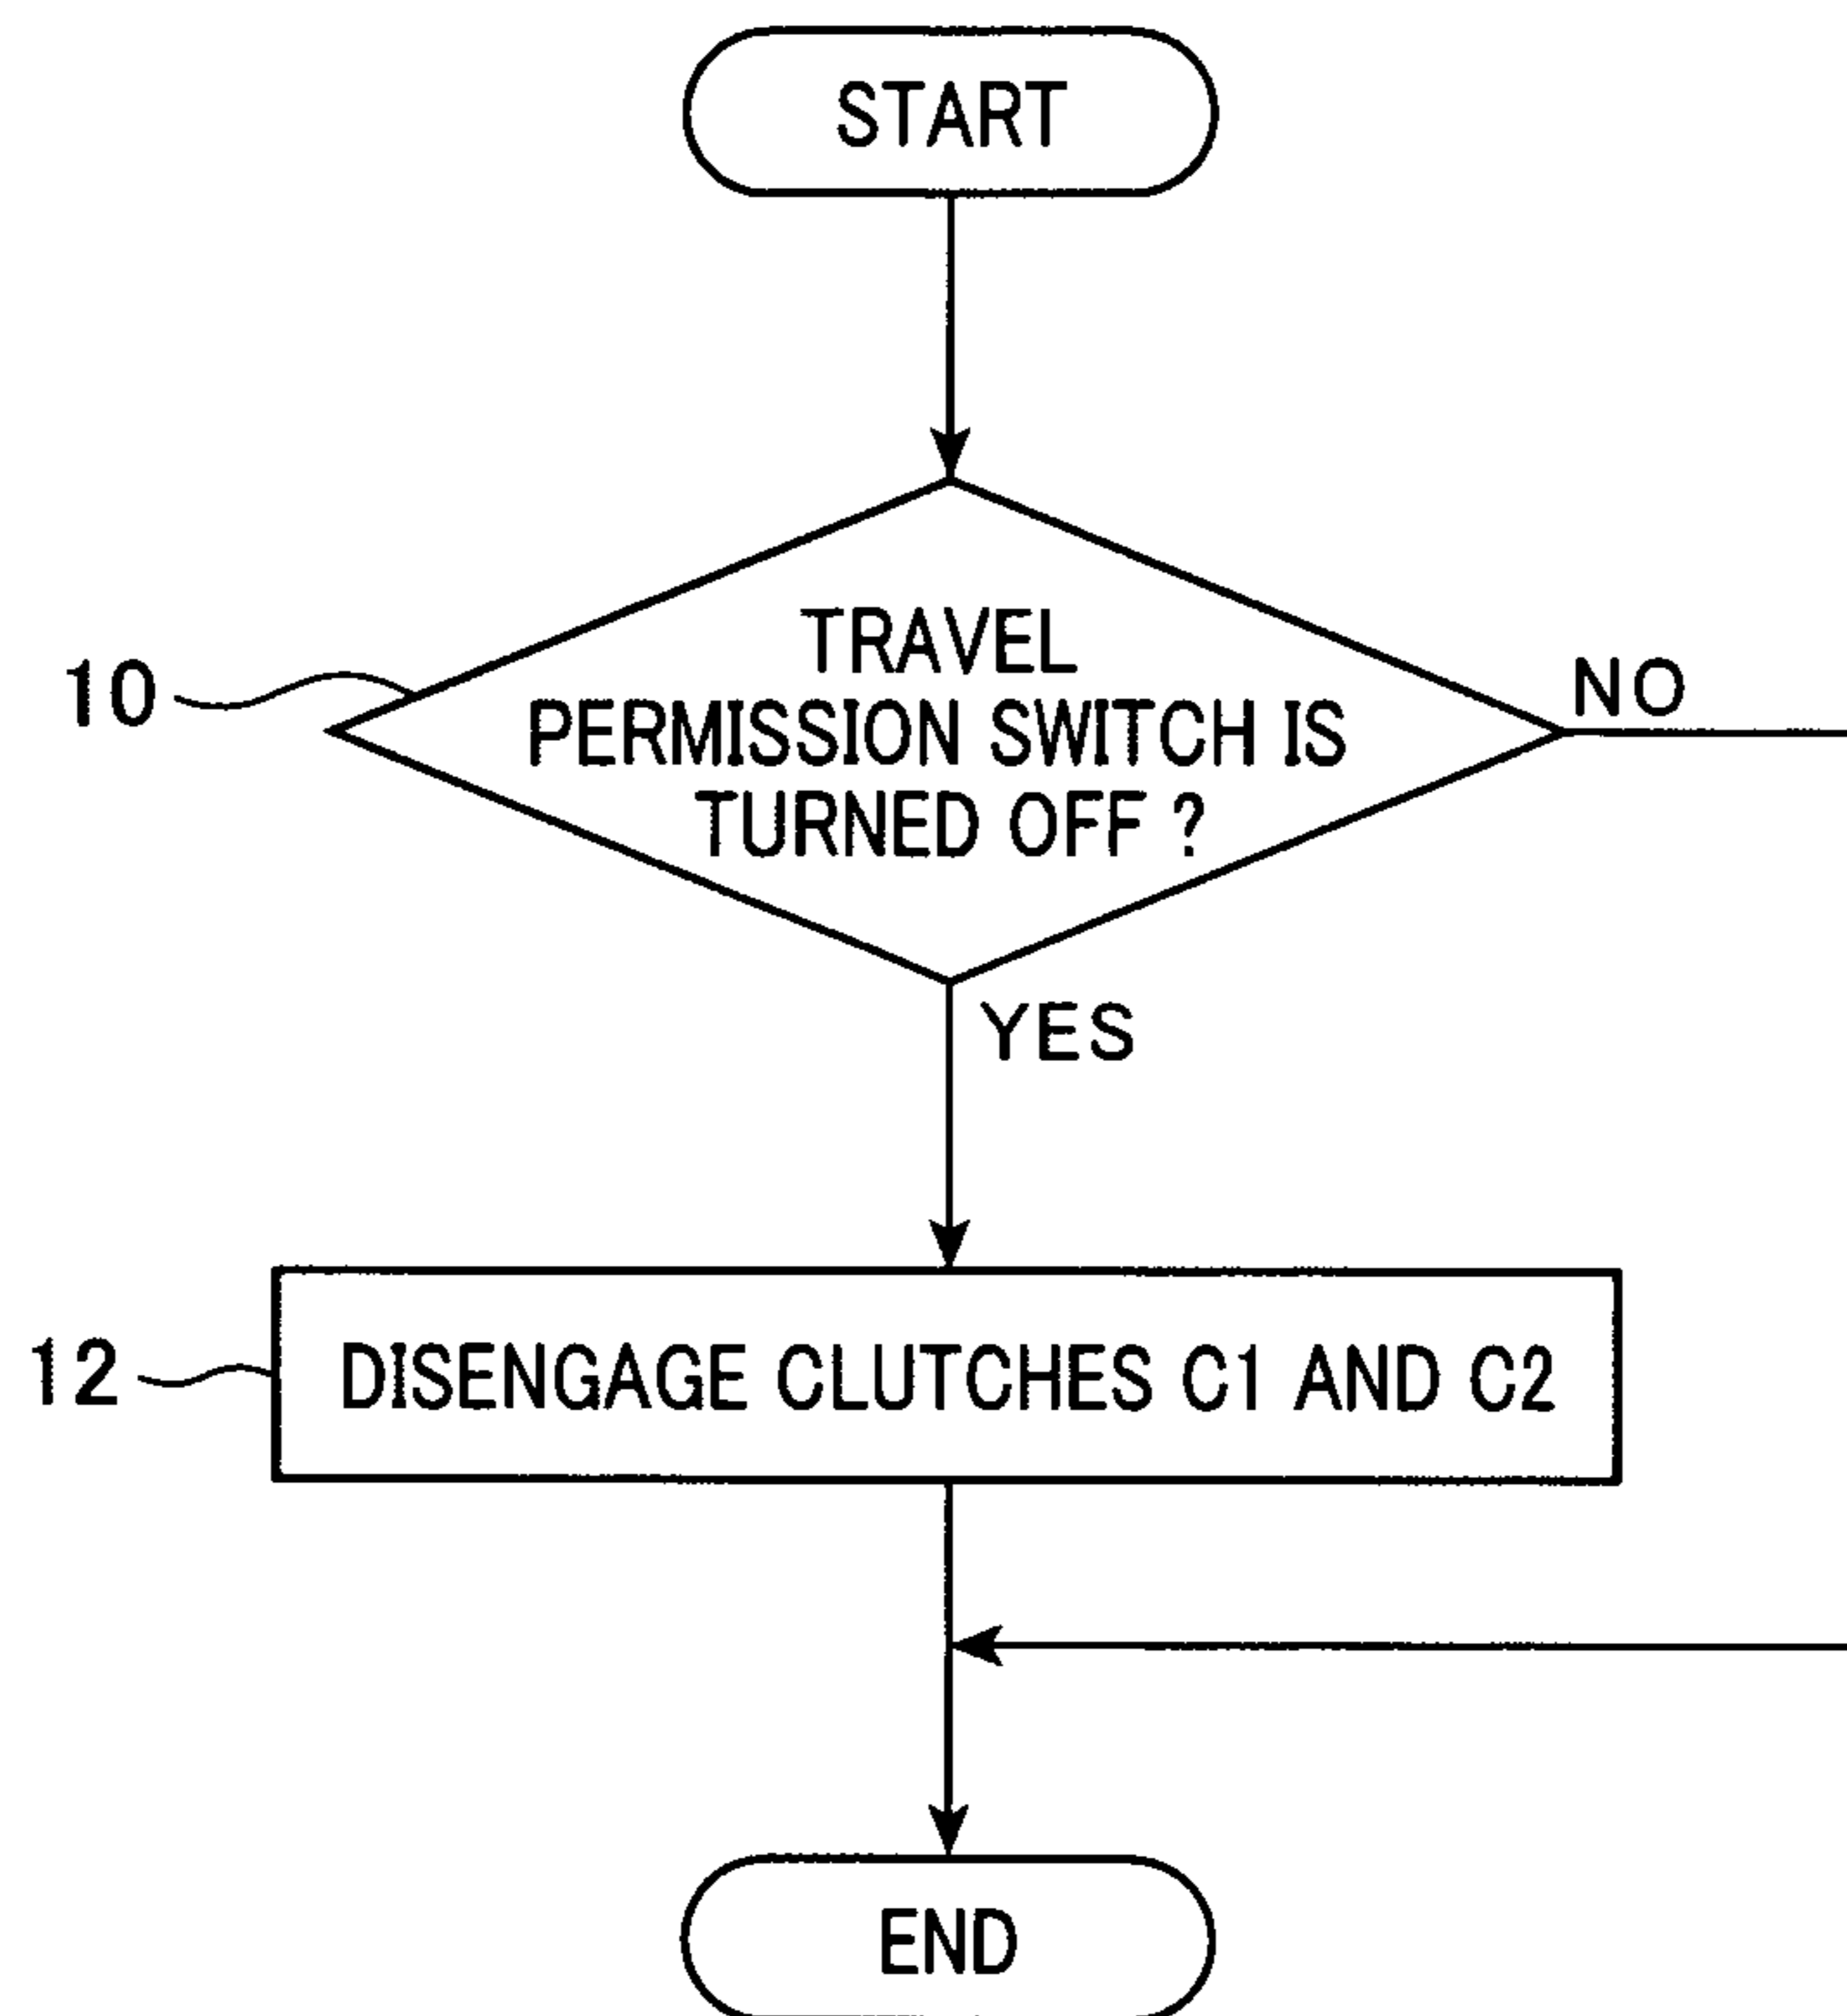 START
TRAVEL
10
PERMISSION SWITCH IS
NO
TURNED OFF ?
YES
12
DISENGAGE CLUTCHES C1 AND C2
END